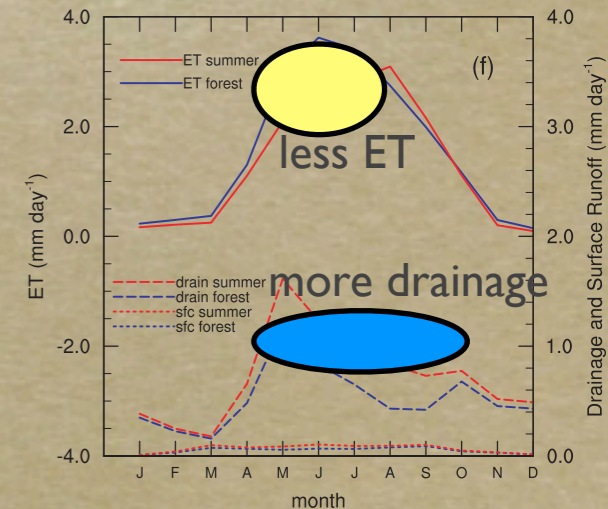 4.0
2.0
0.0
-2.0
-4.0
ET (mm day⁻¹)
ET summer
ET forest
(f)
less ET
more drainage
drain summer
drain forest
sfc summer
sfc forest
4.0
3.0
2.0
1.0
0.0
Drainage and Surface Runoff (mm day⁻¹)
J F M A M J J A S O N D
month